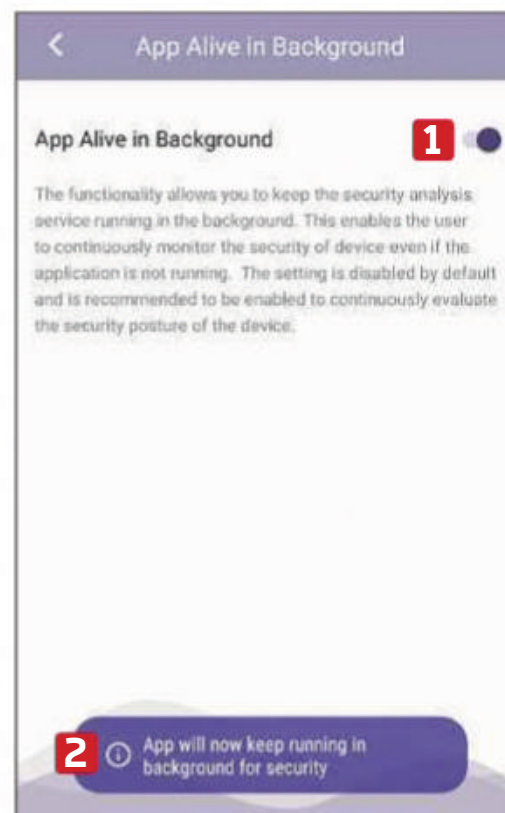 App Alive in Background
App Alive in Background
1
The functionality allows you to keep the security analysis
service running in the background. This enables the user
to continuously monitor the security of device even if the
application is not running. The setting is disabled by default
and is recommended to be enabled to continuously evaluate
the security posture of the device.
2
App will now keep running in
background for security